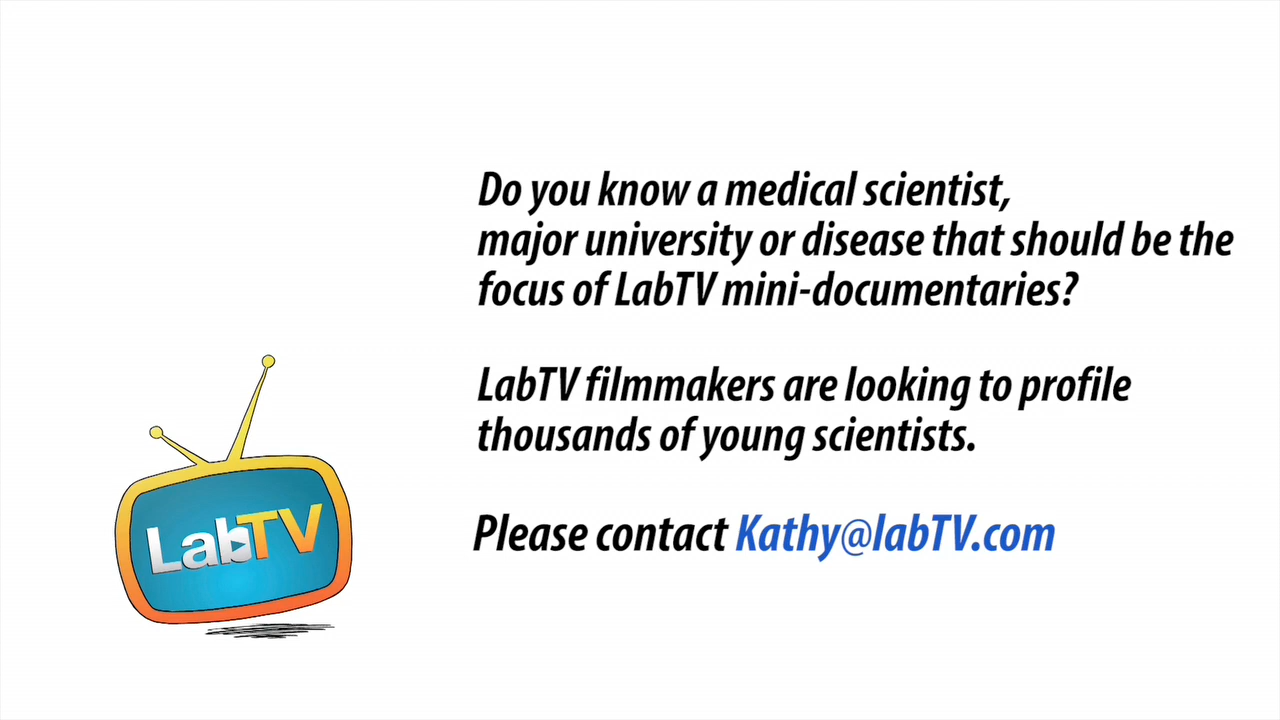 Do you know a medical scientist,
major university or disease that should be the
focus of LabTV mini-documentaries?
LabTV filmmakers are looking to profile
thousands of young scientists.
Please contact Kathy@labTV.com
LabTV